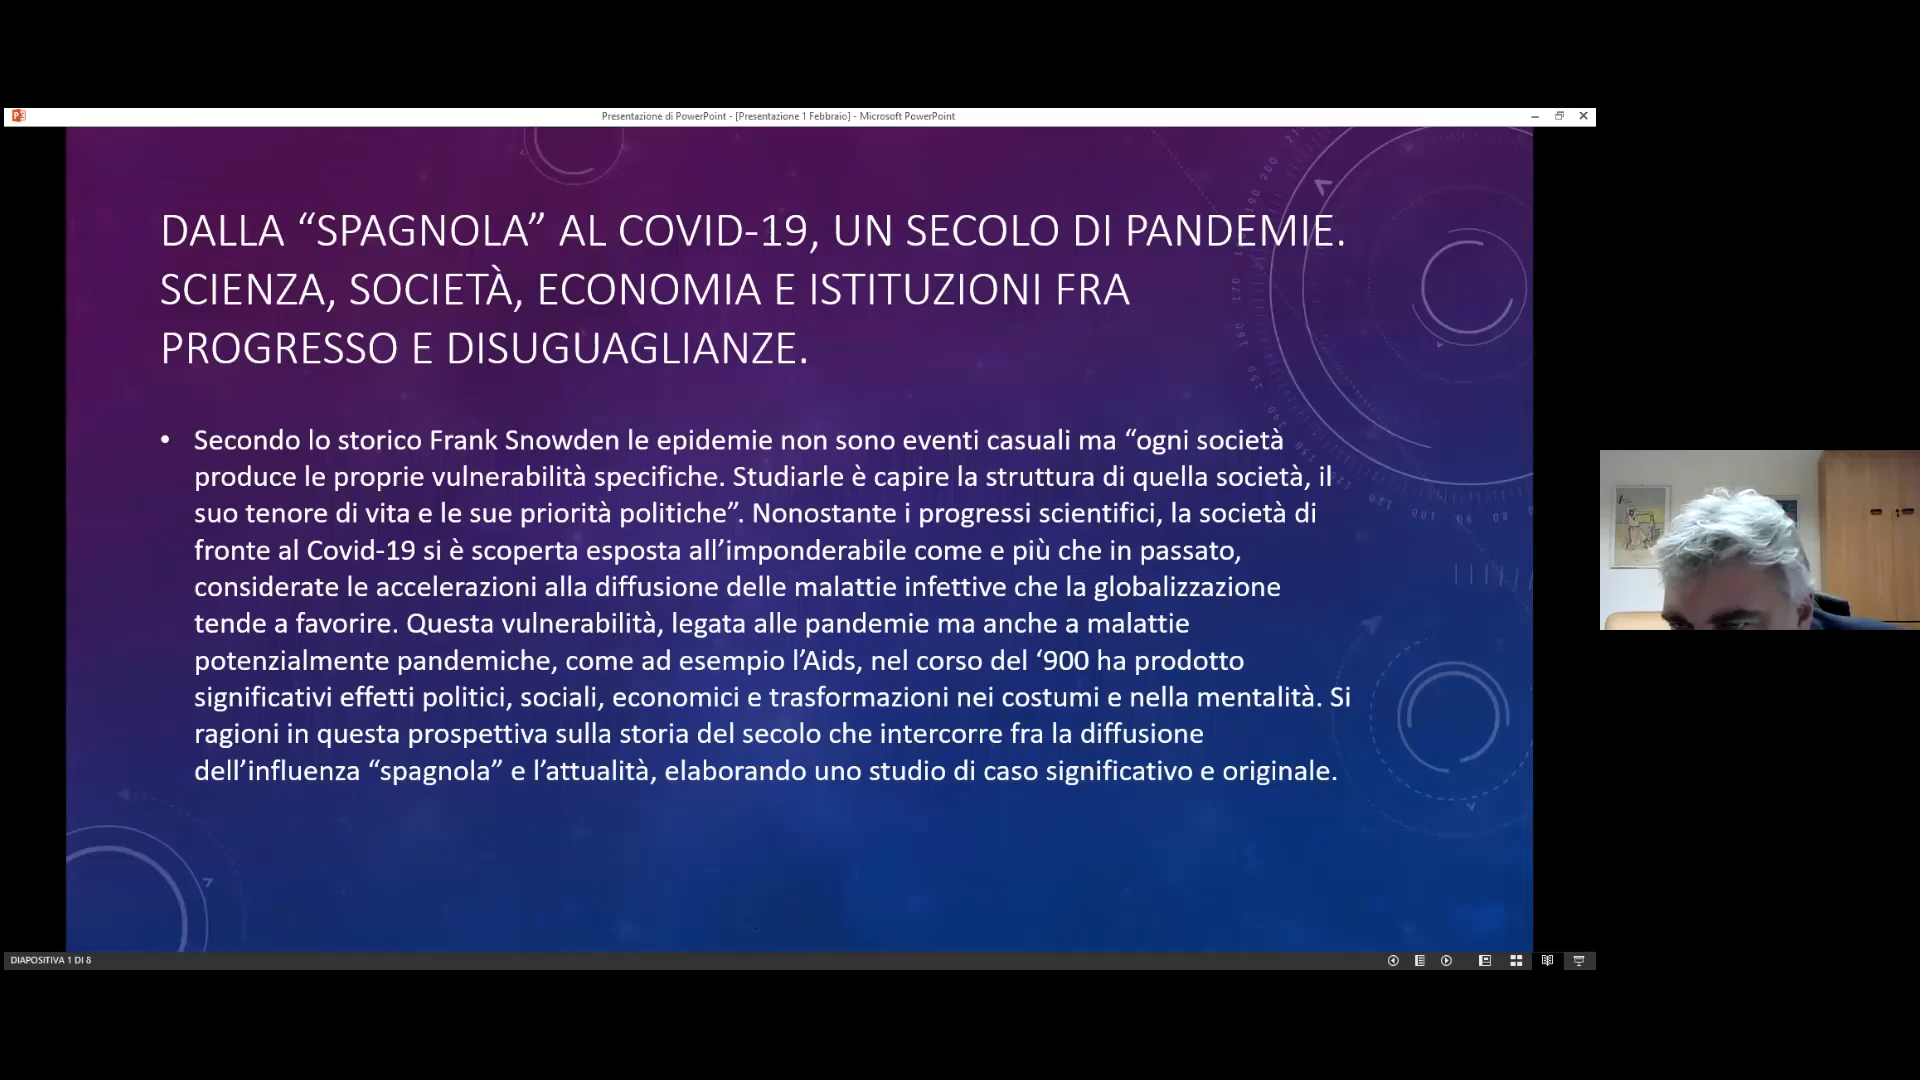 Presentazione di PowerPoint - [Presentazione 1 Febbraio] - Microsoft PowerPoint
DALLA “SPAGNOLA” AL COVID-19, UN SECOLO DI PANDEMIE.
SCIENZA, SOCIETÀ, ECONOMIA E ISTITUZIONI FRA
PROGRESSO E DISUGUAGLIANZE.
• Secondo lo storico Frank Snowden le epidemie non sono eventi casuali ma “ogni società
produce le proprie vulnerabilità specifiche. Studiarle è capire la struttura di quella società, il
suo tenore di vita e le sue priorità politiche”. Nonostante i progressi scientifici, la società di
fronte al Covid-19 si è scoperta esposta all’imponderabile come e più che in passato,
considerate le accelerazioni alla diffusione delle malattie infettive che la globalizzazione
tende a favorire. Questa vulnerabilità, legata alle pandemie ma anche a malattie
potenzialmente pandemiche, come ad esempio l’Aids, nel corso del ‘900 ha prodotto
significativi effetti politici, sociali, economici e trasformazioni nei costumi e nella mentalità. Si
ragioni in questa prospettiva sulla storia del secolo che intercorre fra la diffusione
dell’influenza “spagnola” e l’attualità, elaborando uno studio di caso significativo e originale.
DIAPOSITIVA 1 DI 8